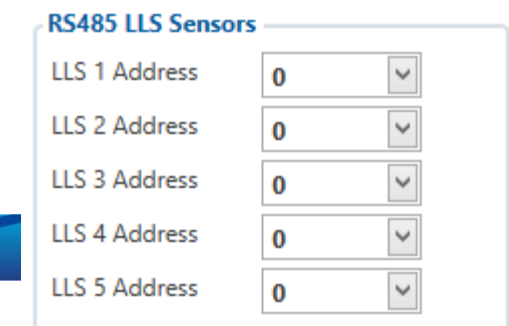 RS485 LLS Sensors
LLS 1 Address 0
LLS 2 Address 0
LLS 3 Address 0
LLS 4 Address 0
LLS 5 Address 0